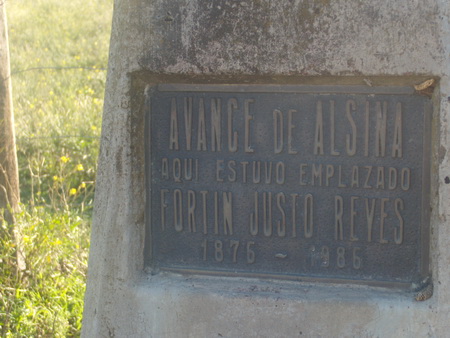 AVANCE DE ALSINA
AQUI ESTUVO EMPLAZADO
FORTIN JUSTO REYES
1876 - 1986